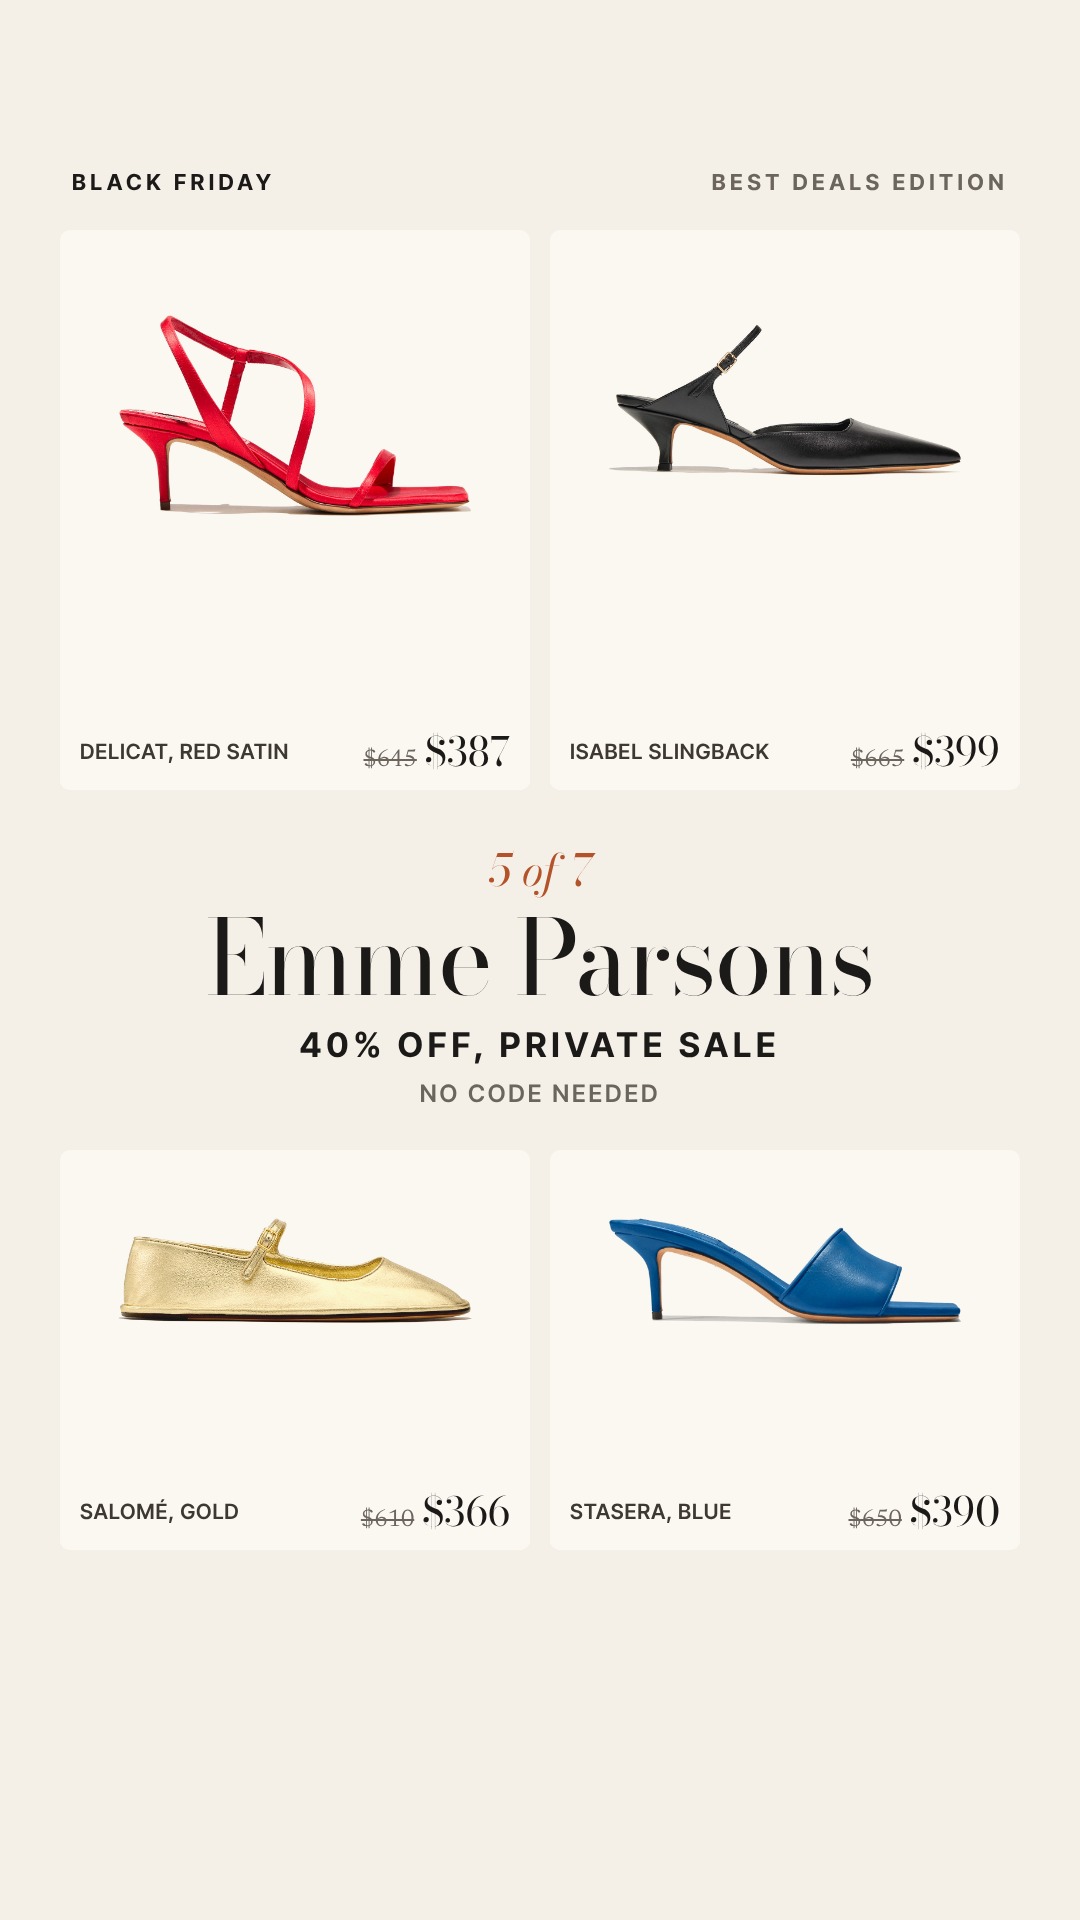 BLACK FRIDAY
BEST DEALS EDITION
DELICAT, RED SATIN $645 $387
ISABEL SLINGBACK $665 $399
5 of 7
Emme Parsons
40% OFF, PRIVATE SALE
NO CODE NEEDED
SALOMÉ, GOLD $610 $366
STASERA, BLUE $650 $390